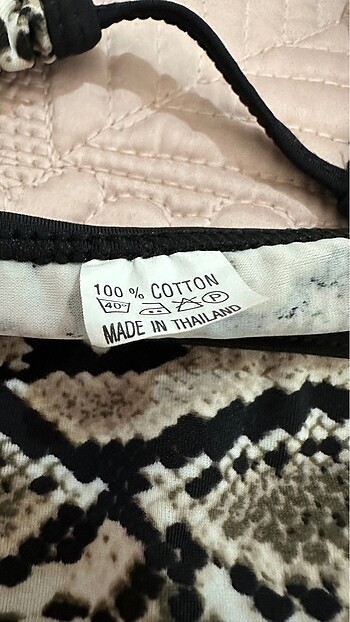 100 % COTTON
40° P
MADE IN THAILAND